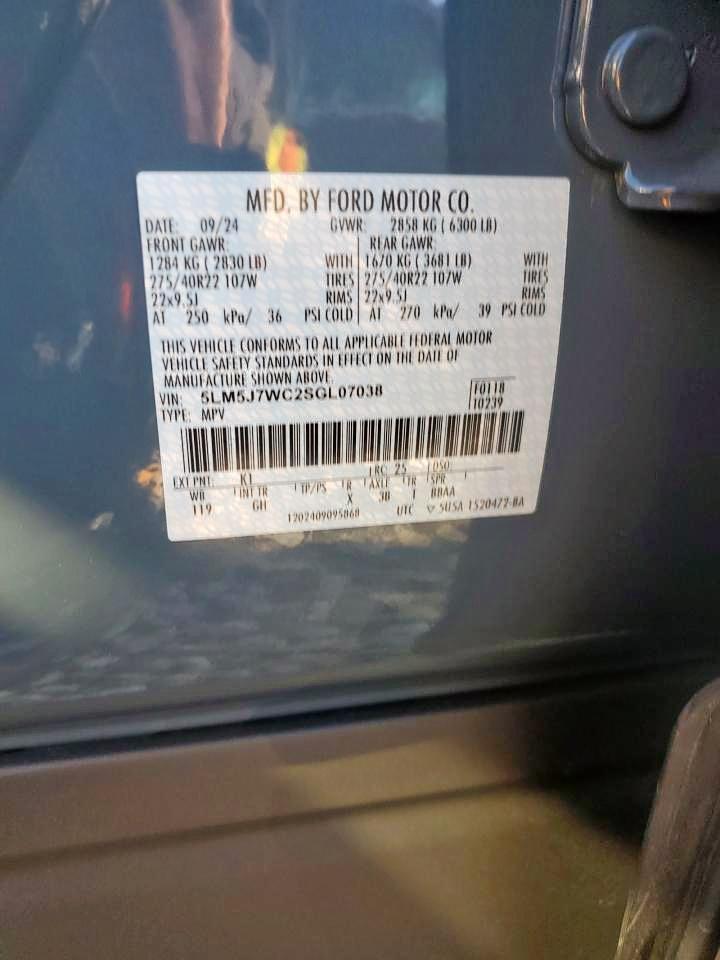 MFD. BY FORD MOTOR CO.
DATE: 09/24 GVWR: 2858 KG ( 6300 LB)
FRONT GAWR: REAR GAWR:
1284 KG ( 2830 LB) WITH 1670 KG ( 3681 LB) WITH
275/40R22 107W TIRES 275/40R22 107W TIRES
22x9.5J RIMS 22x9.5J RIMS
AT 250 kPa/ 36 PSI COLD AT 270 kPa/ 39 PSI COLD
THIS VEHICLE CONFORMS TO ALL APPLICABLE FEDERAL MOTOR
VEHICLE SAFETY STANDARDS IN EFFECT ON THE DATE OF
MANUFACTURE SHOWN ABOVE.
VIN: 5LM5J7WC2SGL07038 F0118
TYPE: MPV T0239
EXT PNT: K1 RC: 25 DSO:
WB INT TR TP/PS R AXLE TR SPR
119 GH X 3B T BBAA
1202409095868 UTC ▽ 5U5A 1520472-BA